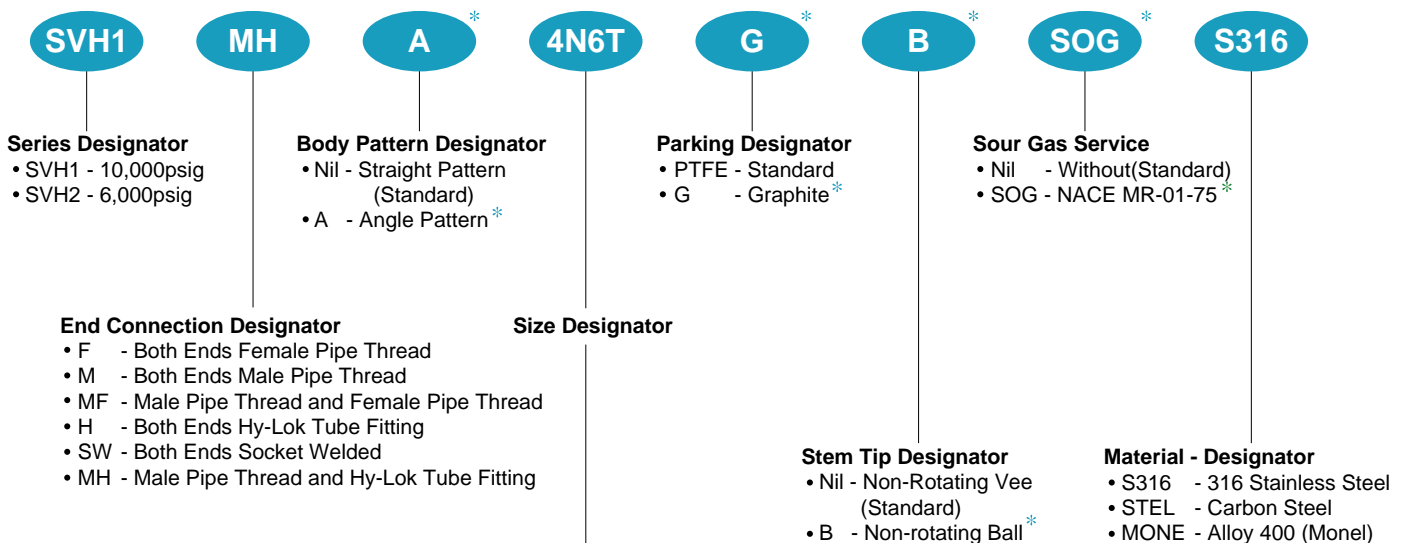 SVH1 MH A* 4N6T G* B* SOG* S316
Series Designator
• SVH1 - 10,000psig
• SVH2 - 6,000psig
Body Pattern Designator
• Nil - Straight Pattern
(Standard)
• A - Angle Pattern*
Parking Designator
• PTFE - Standard
• G - Graphite*
Sour Gas Service
• Nil - Without(Standard)
• SOG - NACE MR-01-75*
End Connection Designator
• F - Both Ends Female Pipe Thread
• M - Both Ends Male Pipe Thread
• MF - Male Pipe Thread and Female Pipe Thread
• H - Both Ends Hy-Lok Tube Fitting
• SW - Both Ends Socket Welded
• MH - Male Pipe Thread and Hy-Lok Tube Fitting
Size Designator
Stem Tip Designator
• Nil - Non-Rotating Vee
(Standard)
• B - Non-rotating Ball*
Material - Designator
• S316 - 316 Stainless Steel
• STEL - Carbon Steel
• MONE - Alloy 400 (Monel)